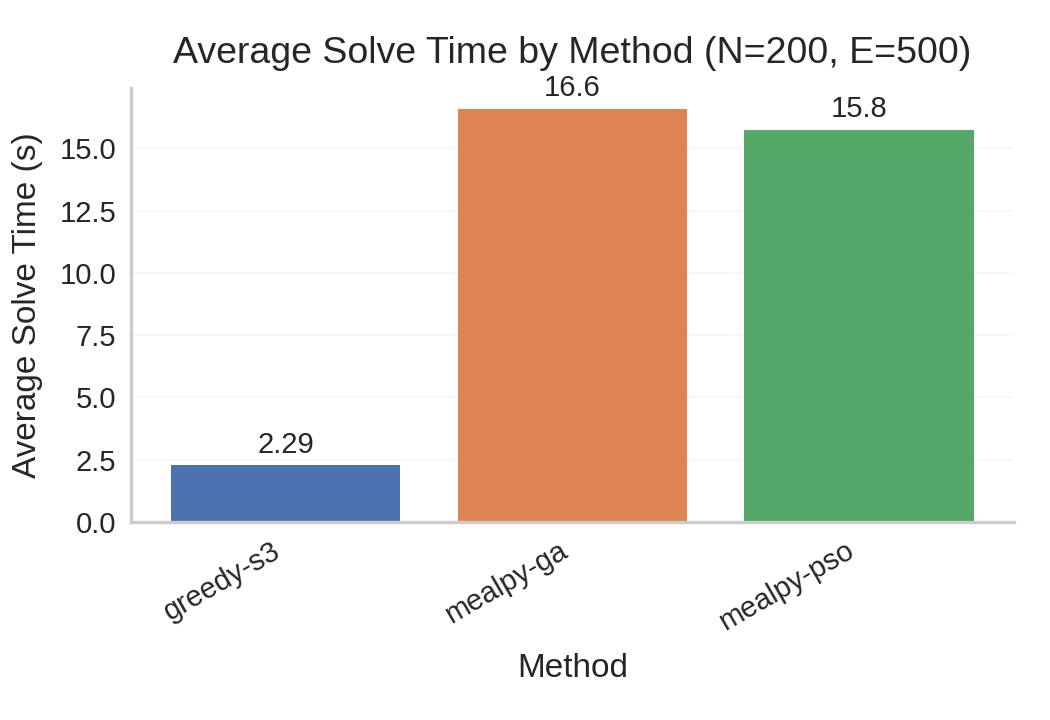 Average Solve Time by Method (N=200, E=500)
16.6
15.8
2.29
Average Solve Time (s)
15.0
12.5
10.0
7.5
5.0
2.5
0.0
greedy-s3
mealpy-ga
mealpy-pso
Method